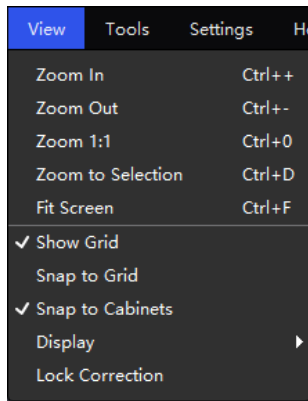 View Tools Settings
Zoom In Ctrl++
Zoom Out Ctrl+-
Zoom 1:1 Ctrl+0
Zoom to Selection Ctrl+D
Fit Screen Ctrl+F
✓ Show Grid
Snap to Grid
✓ Snap to Cabinets
Display
Lock Correction